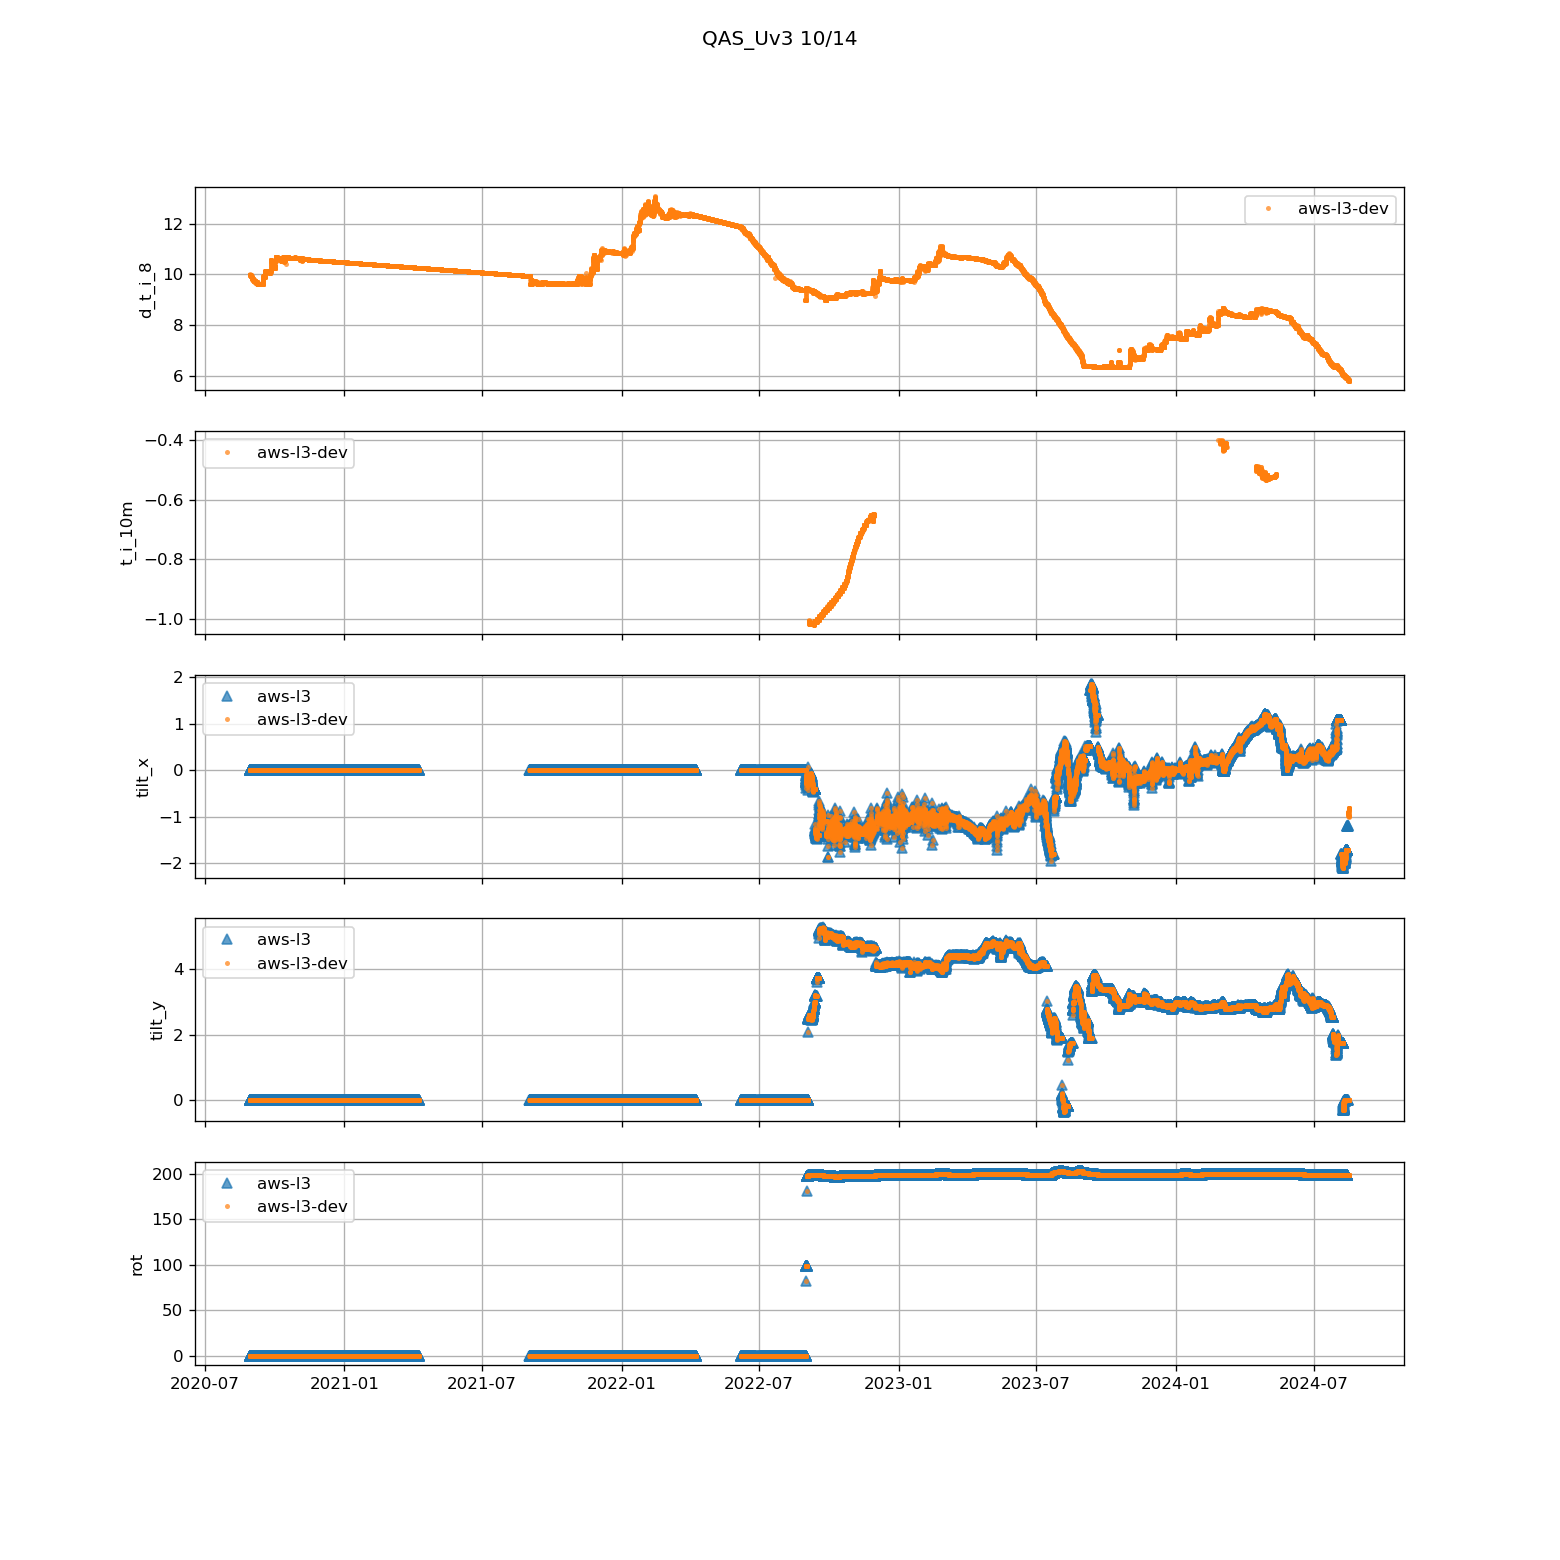 QAS_Uv3 10/14
12
10
8
6
d_t_i_8
aws-l3-dev
−0.4
−0.6
−0.8
−1.0
t_i_10m
aws-l3-dev
2
1
0
−1
−2
tilt_x
aws-l3
aws-l3-dev
4
2
0
tilt_y
aws-l3
aws-l3-dev
200
150
100
50
0
rot
aws-l3
aws-l3-dev
2020-07 2021-01 2021-07 2022-01 2022-07 2023-01 2023-07 2024-01 2024-07